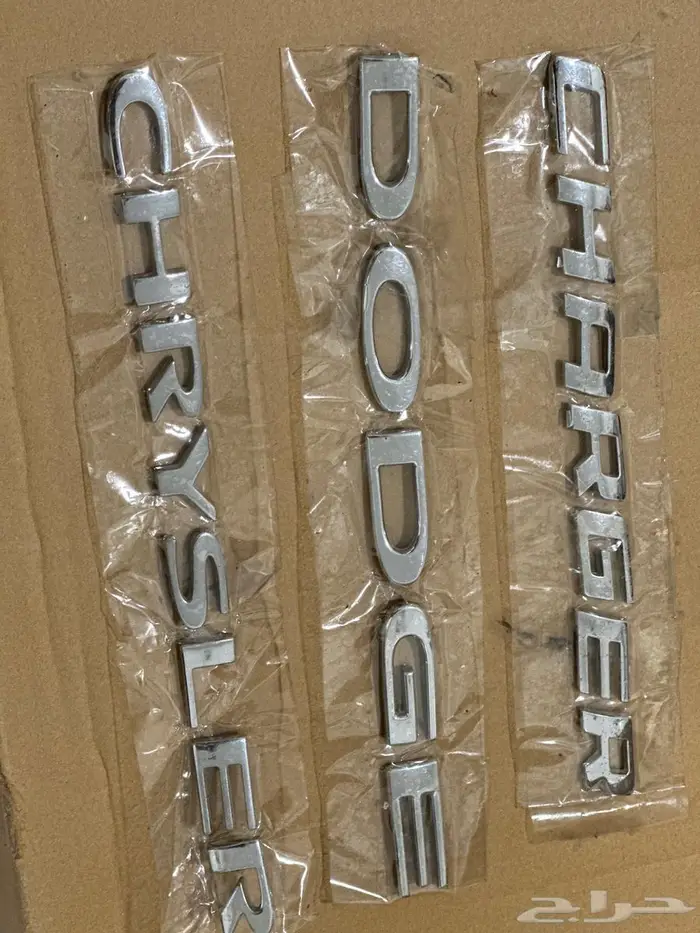 CHRYSLER
DODGE
CHARGER
حراج